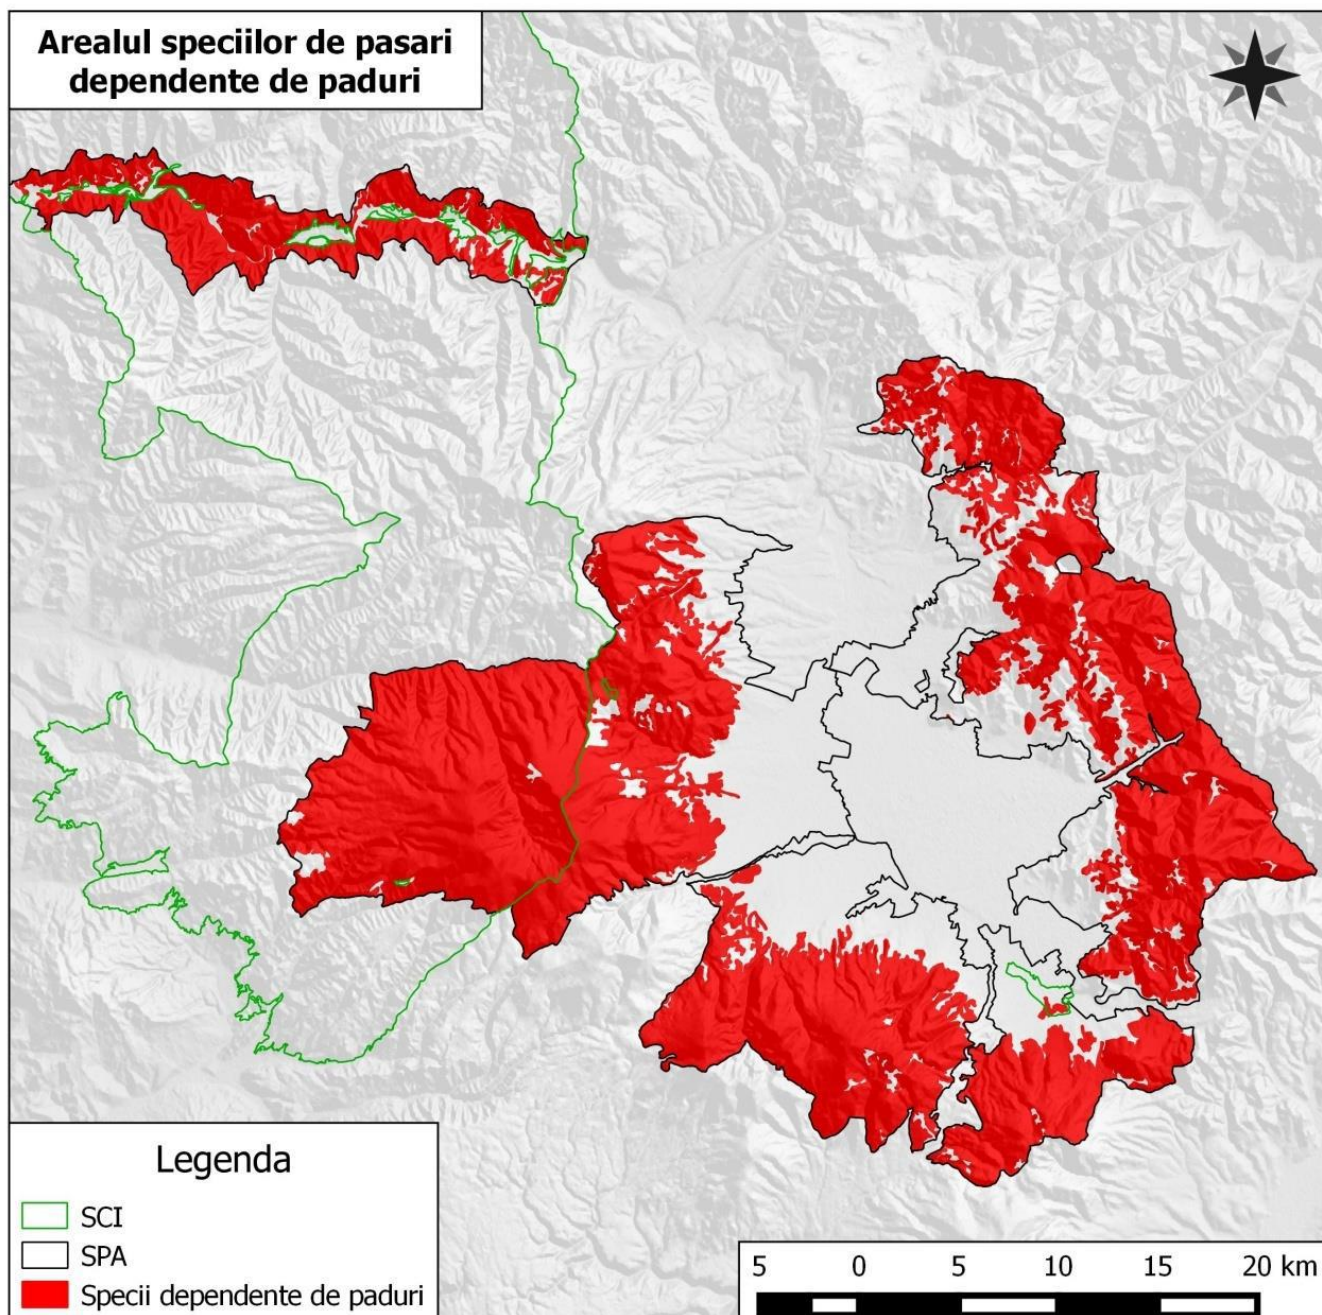 Arealul speciilor de pasari
dependente de paduri
Legenda
SCI
SPA
Specii dependente de paduri
5 0 5 10 15 20 km